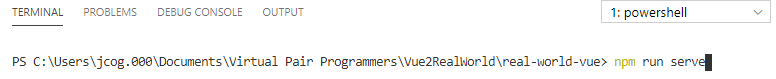 TERMINAL PROBLEMS DEBUG CONSOLE OUTPUT 1: powershell
PS C:\Users\jcog.000\Documents\Virtual Pair Programmers\Vue2RealWorld\real-world-vue> npm run serve